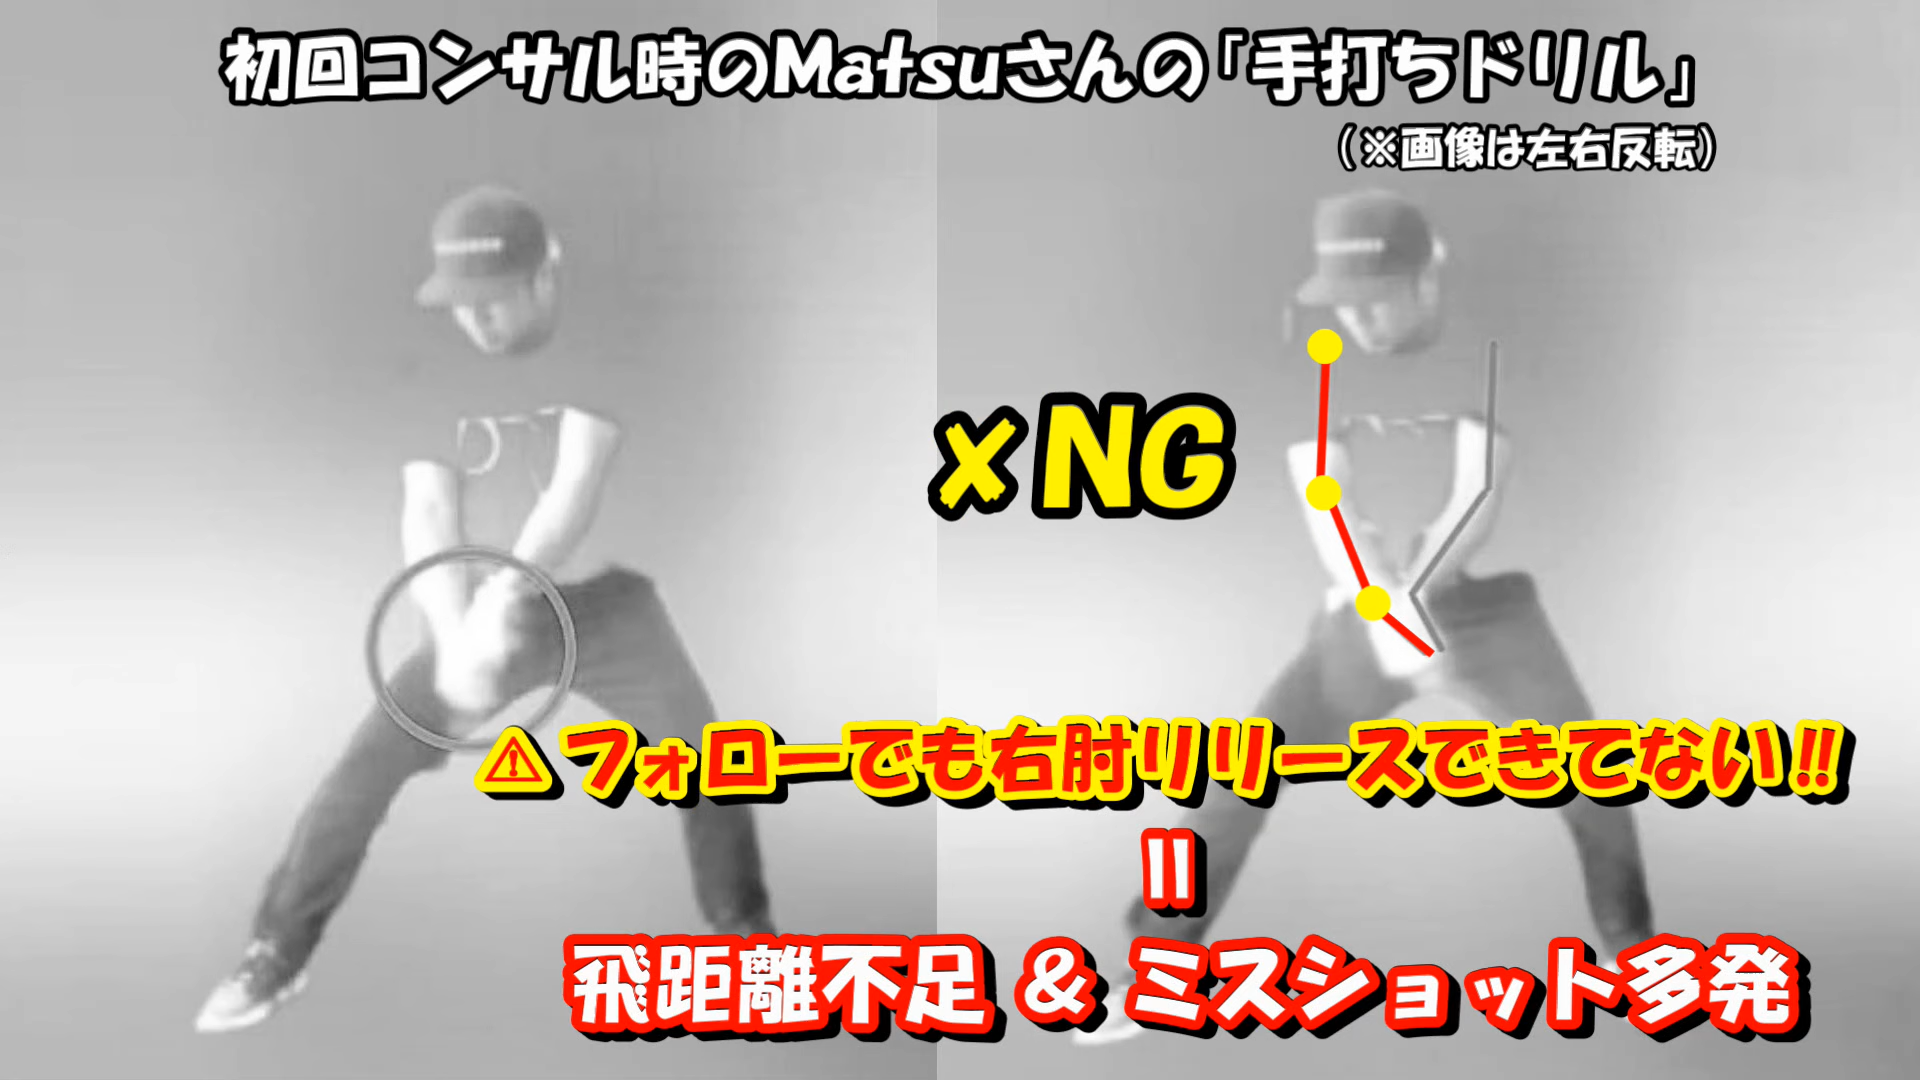 初回コンサル時のMatsuさんの「手打ちドリル」
（※画像は左右反転）
×NG
⚠フォローでも右肘リリースできてない!!
=
飛距離不足 & ミスショット多発